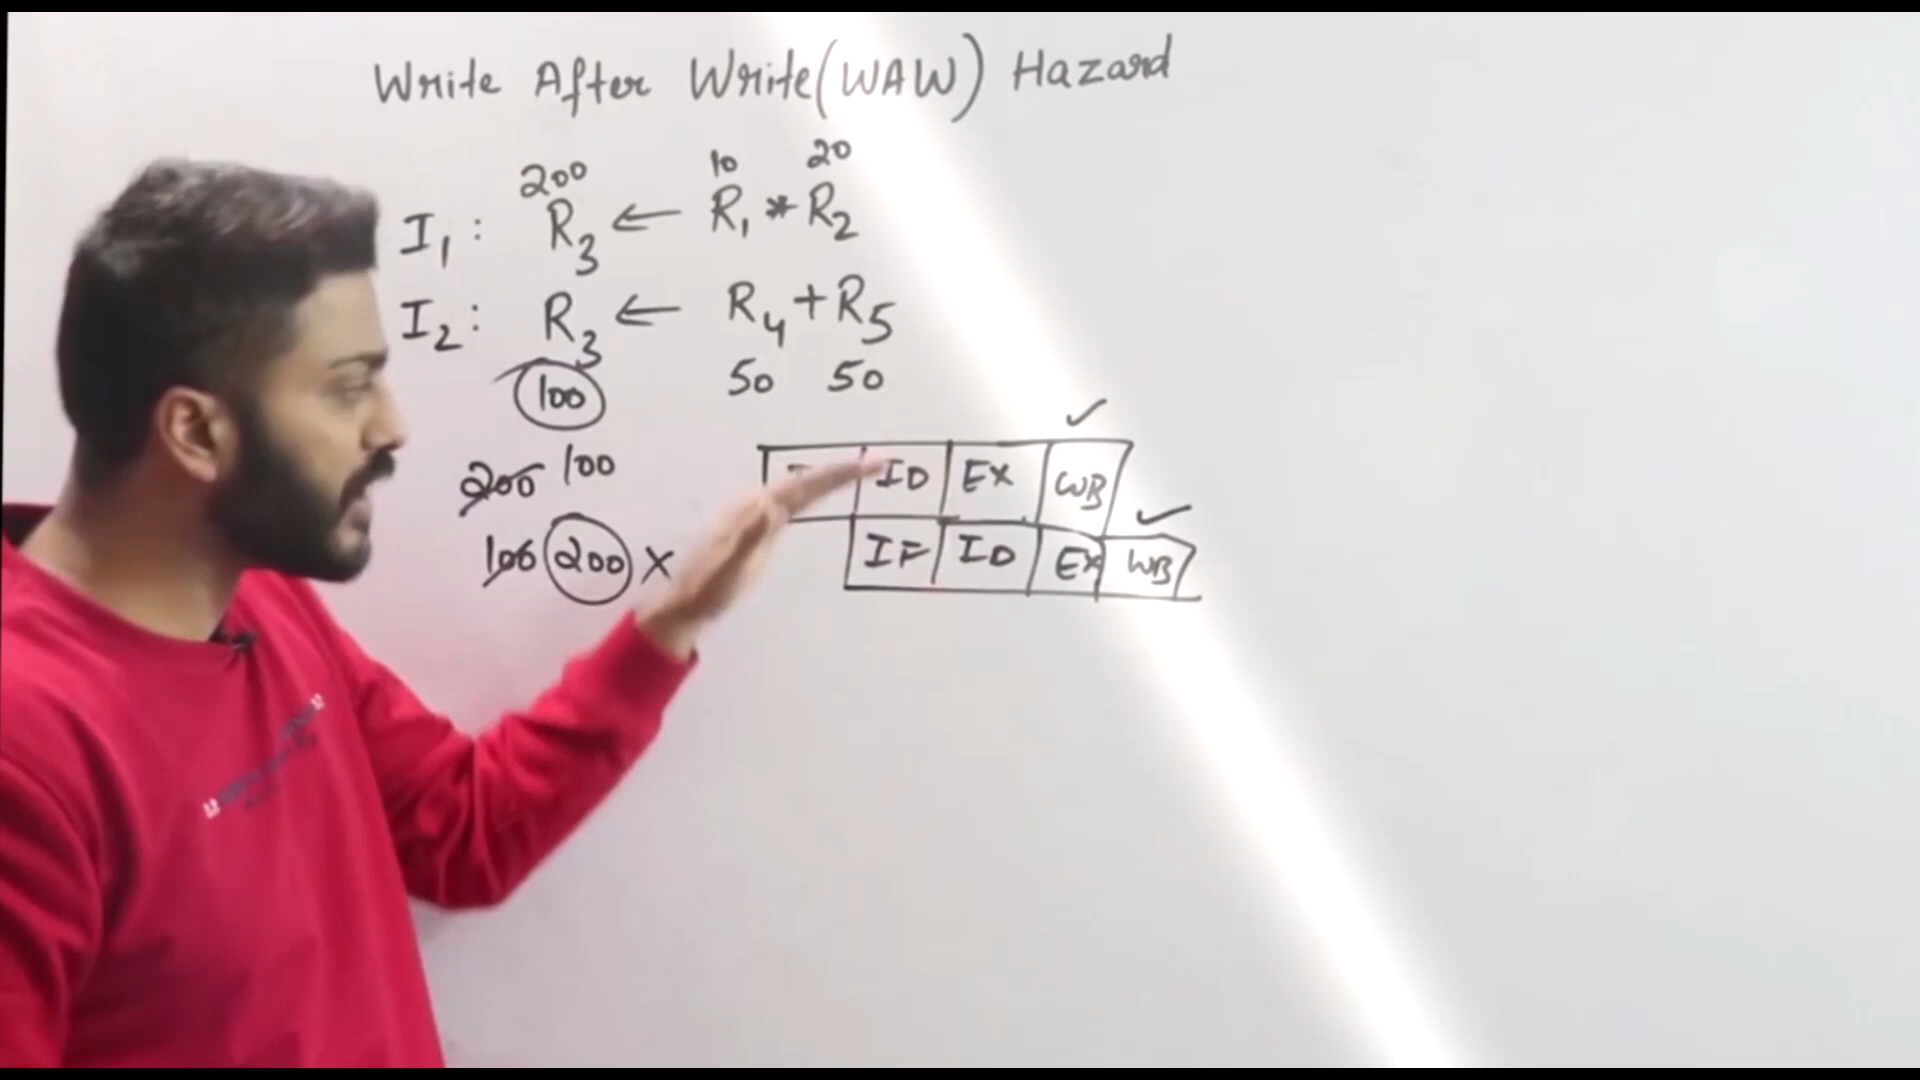 Write After Write (WAW) Hazard
200 10 20
I1 : R3 ← R1 * R2
I2 : R3 ← R4 + R5
100 50 50
200 100
100 200 X
ID EX WB
IF ID EX WB